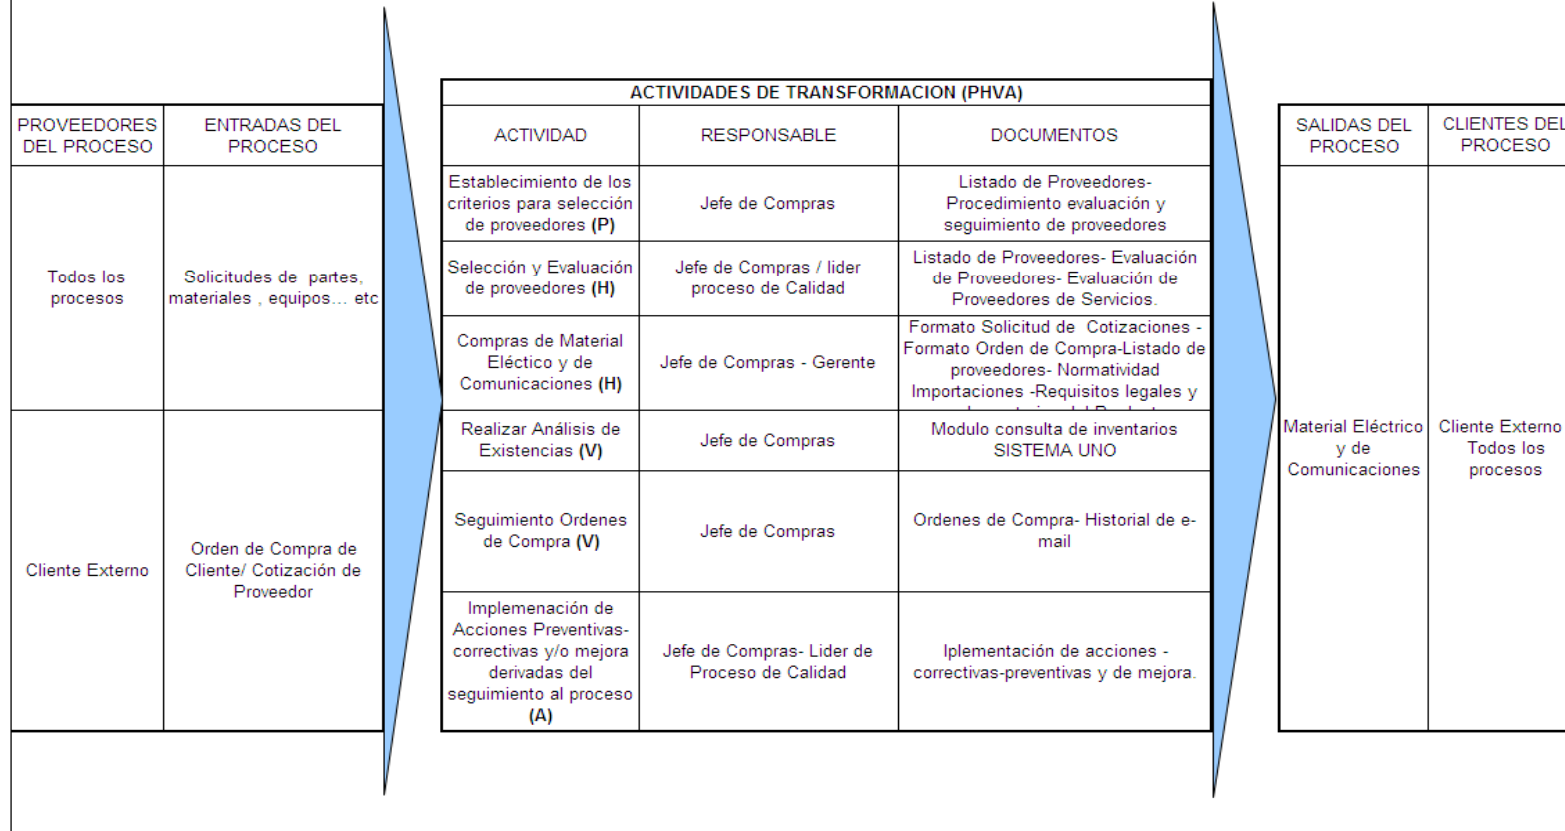 PROVEEDORES
DEL PROCESO
ENTRADAS DEL
PROCESO
Todos los
procesos
Solicitudes de partes,
materiales , equipos... etc
Cliente Externo
Orden de Compra de
Cliente/ Cotización de
Proveedor
ACTIVIDADES DE TRANSFORMACION (PHVA)
ACTIVIDAD
RESPONSABLE
DOCUMENTOS
Establecimiento de los
criterios para selección
de proveedores (P)
Jefe de Compras
Listado de Proveedores-
Procedimiento evaluación y
seguimiento de proveedores
Selección y Evaluación
de proveedores (H)
Jefe de Compras / lider
proceso de Calidad
Listado de Proveedores- Evaluación
de Proveedores- Evaluación de
Proveedores de Servicios.
Compras de Material
Eléctico y de
Comunicaciones (H)
Jefe de Compras - Gerente
Formato Solicitud de Cotizaciones -
Formato Orden de Compra-Listado de
proveedores- Normatividad
Importaciones -Requisitos legales y
Realizar Análisis de
Existencias (V)
Jefe de Compras
Modulo consulta de inventarios
SISTEMA UNO
Seguimiento Ordenes
de Compra (V)
Jefe de Compras
Ordenes de Compra- Historial de e-
mail
Implemenación de
Acciones Preventivas-
correctivas y/o mejora
derivadas del
seguimiento al proceso
(A)
Jefe de Compras- Lider de
Proceso de Calidad
Iplementación de acciones -
correctivas-preventivas y de mejora.
SALIDAS DEL
PROCESO
CLIENTES DEL
PROCESO
Material Eléctrico
y de
Comunicaciones
Cliente Externo
Todos los
procesos